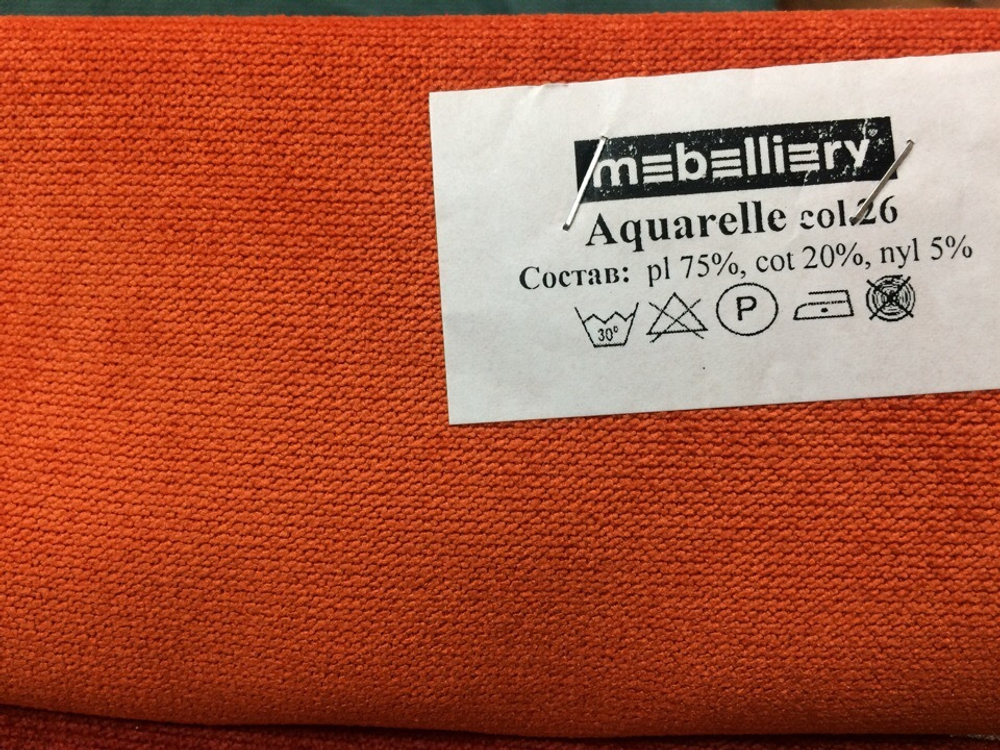 mebelliery
Aquarelle col.26
Состав: pl 75%, cot 20%, nyl 5%
30° P